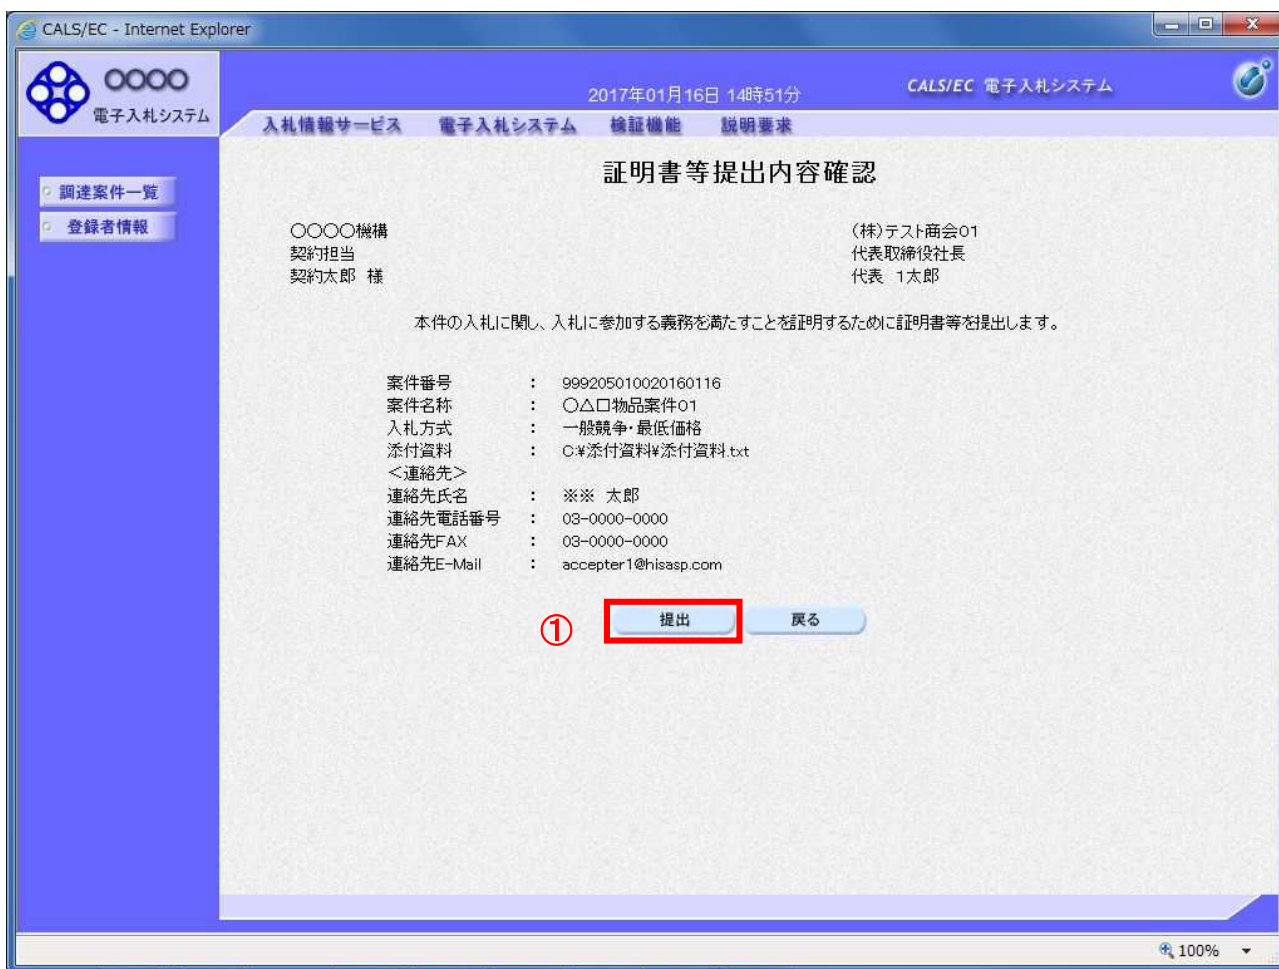 CALS/EC - Internet Explorer
OOOO
電子入札システム
2017年01月16日 14時51分
CALS/EC 電子入札システム
入札情報サービス 電子入札システム 検証機能 説明要求
調達案件一覧
登録者情報
証明書等提出内容確認
〇〇〇〇機構
契約担当
契約太郎 様
(株)テスト商会01
代表取締役社長
代表 1太郎
本件の入札に関し、入札に参加する義務を満たすことを証明するために証明書等を提出します。
案件番号 : 999205010020160116
案件名称 : 〇△□物品案件01
入札方式 : 一般競争・最低価格
添付資料 : C:¥添付資料¥添付資料.txt
<連絡先>
連絡先氏名 : ※※ 太郎
連絡先電話番号 : 03-0000-0000
連絡先FAX : 03-0000-0000
連絡先E-Mail : accepter1@hisasp.com
① 提出 戻る
100%